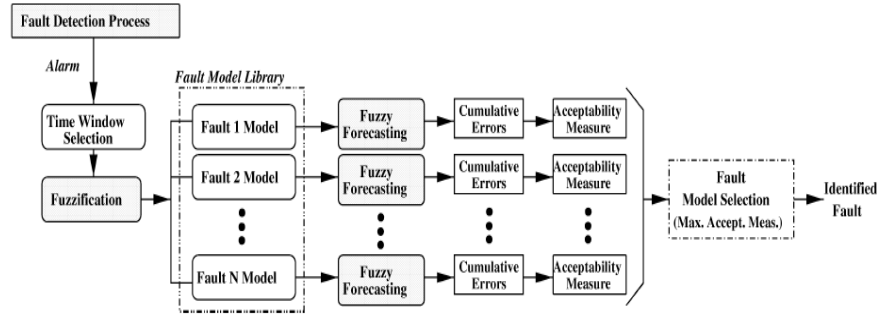 Fault Detection Process
Alarm
Fault Model Library
Time Window
Selection
Fuzzification
Fault 1 Model
Fuzzy
Forecasting
Cumulative
Errors
Acceptability
Measure
Fault 2 Model
Fuzzy
Forecasting
Cumulative
Errors
Acceptability
Measure
Fault N Model
Fuzzy
Forecasting
Cumulative
Errors
Acceptability
Measure
Fault
Model Selection
(Max. Accept. Meas.)
Identified
Fault